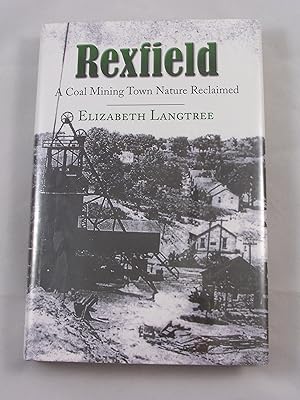 Rexfield
A Coal Mining Town Nature Reclaimed
Elizabeth Langtree